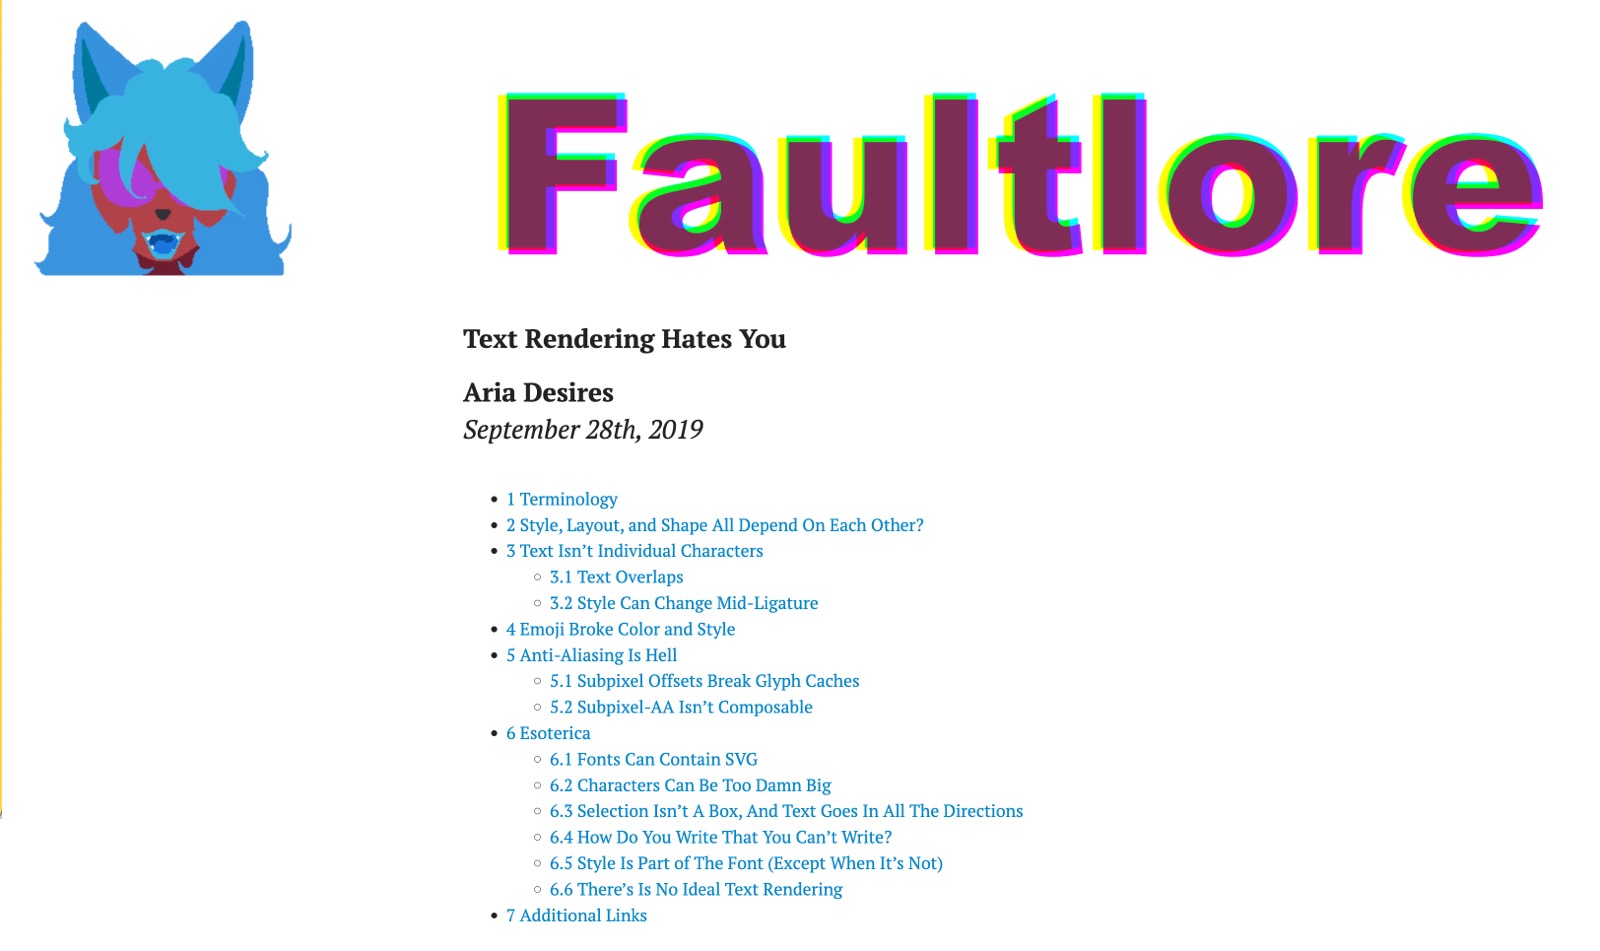 Faultlore
Text Rendering Hates You
Aria Desires
September 28th, 2019
• 1 Terminology
• 2 Style, Layout, and Shape All Depend On Each Other?
• 3 Text Isn’t Individual Characters
◦ 3.1 Text Overlaps
◦ 3.2 Style Can Change Mid-Ligature
• 4 Emoji Broke Color and Style
• 5 Anti-Aliasing Is Hell
◦ 5.1 Subpixel Offsets Break Glyph Caches
◦ 5.2 Subpixel-AA Isn’t Composable
• 6 Esoterica
◦ 6.1 Fonts Can Contain SVG
◦ 6.2 Characters Can Be Too Damn Big
◦ 6.3 Selection Isn’t A Box, And Text Goes In All The Directions
◦ 6.4 How Do You Write That You Can’t Write?
◦ 6.5 Style Is Part of The Font (Except When It’s Not)
◦ 6.6 There’s Is No Ideal Text Rendering
• 7 Additional Links